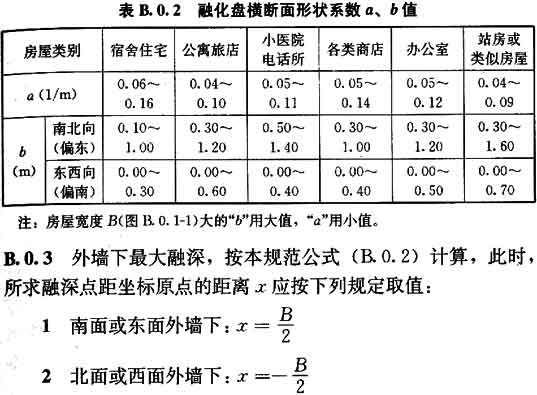 表 B.0.2 融化盘横断面形状系数 a、b 值
房屋类别 宿舍住宅 公寓旅店 小医院电话所 各类商店 办公室 站房或类似房屋
a (1/m) 0.06～0.16 0.04～0.10 0.05～0.11 0.05～0.14 0.05～0.12 0.04～0.09
b (m) 南北向(偏东) 0.10～1.00 0.30～1.20 0.50～1.40 0.30～1.00 0.30～1.20 0.30～1.60
东西向(偏南) 0.00～0.30 0.00～0.60 0.00～0.40 0.00～0.40 0.00～0.50 0.00～0.70
注：房屋宽度 B(图 B.0.1-1)大的“b”用大值，“a”用小值。
B.0.3 外墙下最大融深，按本规范公式（B.0.2）计算，此时，
所求融深点距坐标原点的距离 x 应按下列规定取值：
1 南面或东面外墙下：x = B/2
2 北面或西面外墙下：x = −B/2